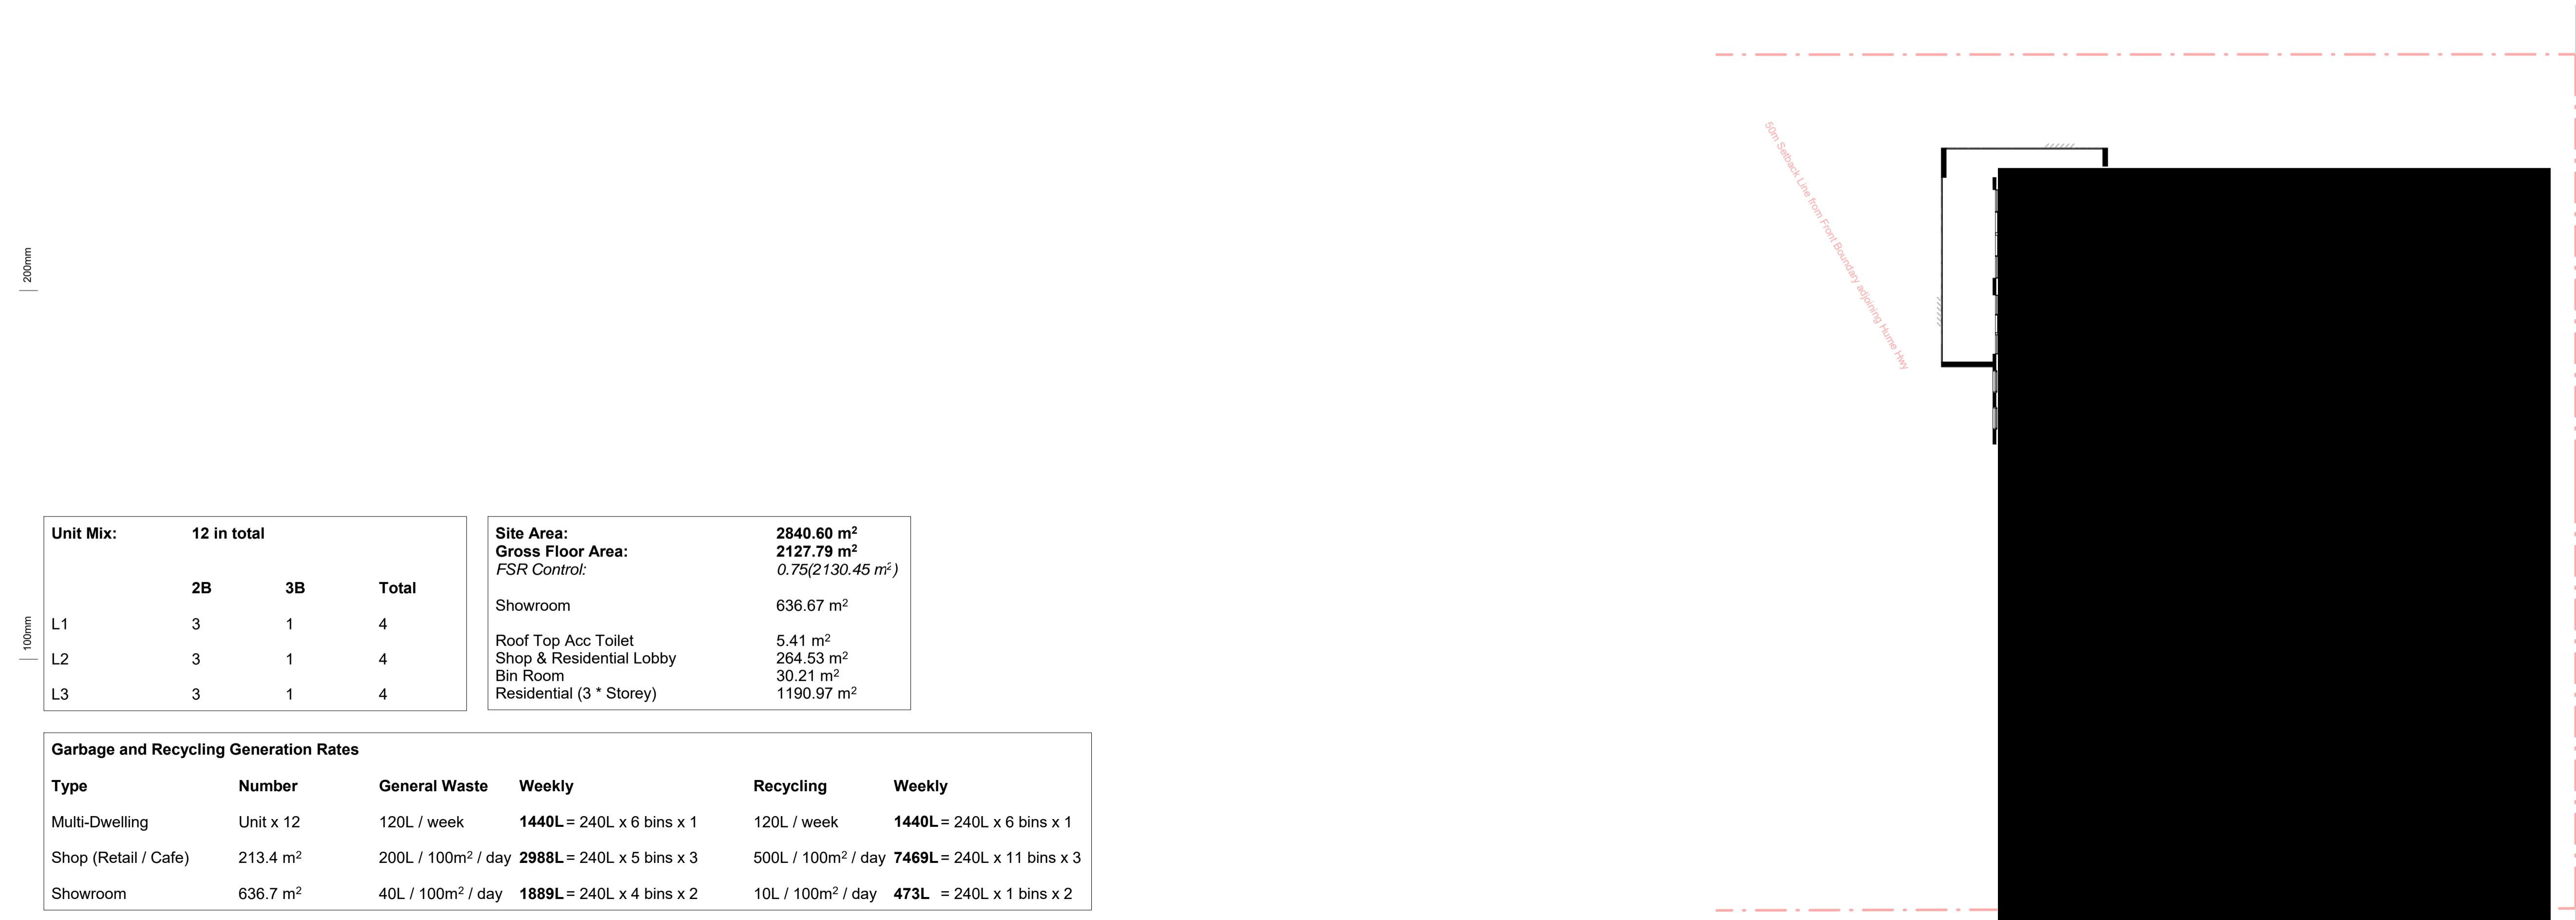 50m Setback Line from Front Boundary adjoining Hume Hwy
200mm
100mm
Unit Mix: 12 in total
2B 3B Total
L1 3 1 4
L2 3 1 4
L3 3 1 4
Site Area: 2840.60 m²
Gross Floor Area: 2127.79 m²
FSR Control: 0.75(2130.45 m²)
Showroom 636.67 m²
Roof Top Acc Toilet 5.41 m²
Shop & Residential Lobby 264.53 m²
Bin Room 30.21 m²
Residential (3 * Storey) 1190.97 m²
Garbage and Recycling Generation Rates
Type Number General Waste Weekly Recycling Weekly
Multi-Dwelling Unit x 12 120L / week 1440L = 240L x 6 bins x 1 120L / week 1440L = 240L x 6 bins x 1
Shop (Retail / Cafe) 213.4 m² 200L / 100m² / day 2988L = 240L x 5 bins x 3 500L / 100m² / day 7469L = 240L x 11 bins x 3
Showroom 636.7 m² 40L / 100m² / day 1889L = 240L x 4 bins x 2 10L / 100m² / day 473L = 240L x 1 bins x 2